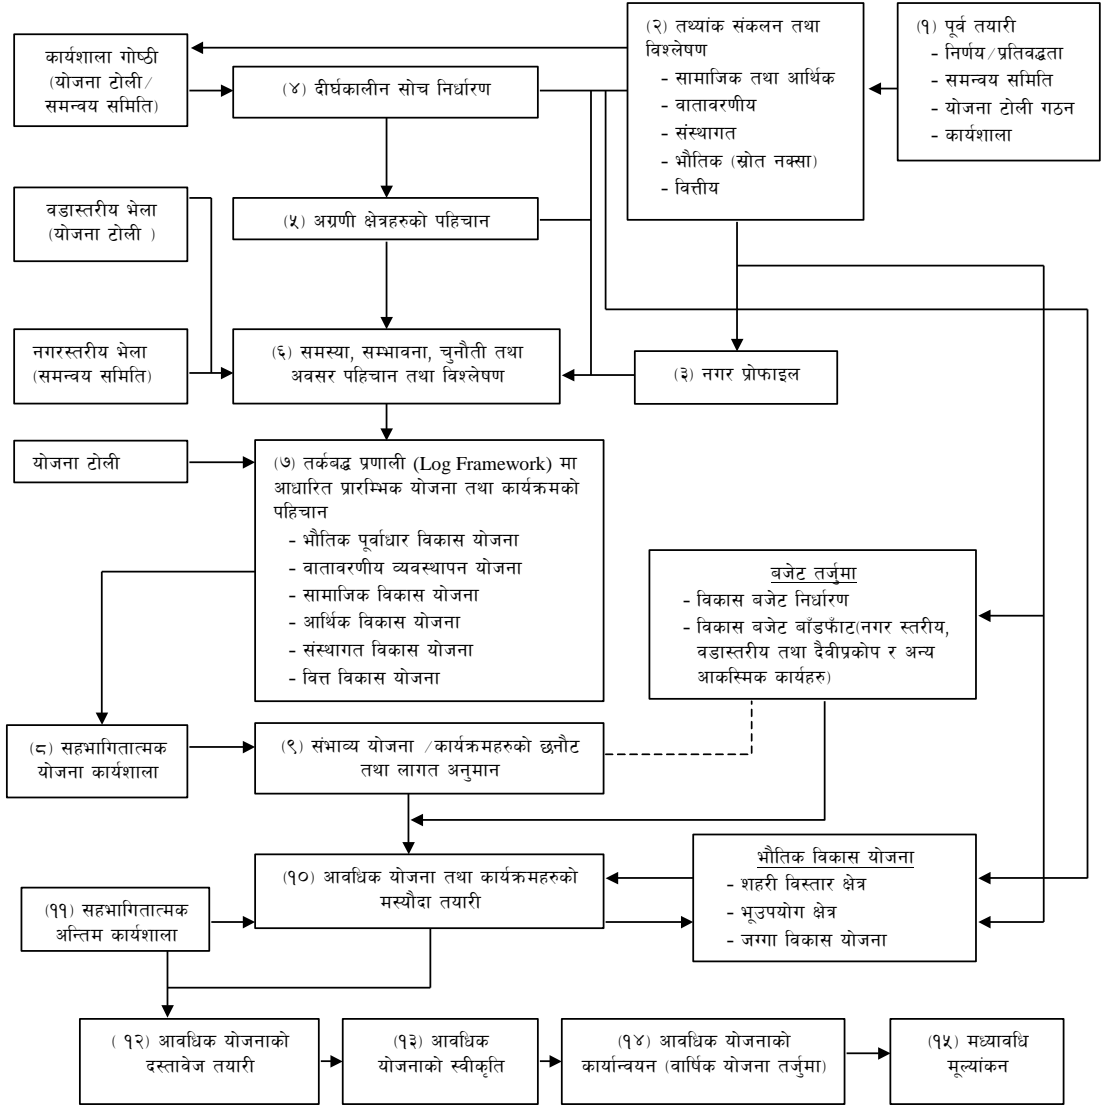 (१) पूर्व तयारी
- निर्णय/प्रतिवद्धता
- समन्वय समिति
- योजना टोली गठन
- कार्यशाला
(२) तथ्यांक संकलन तथा
विश्लेषण
- सामाजिक तथा आर्थिक
- वातावरणीय
- संस्थागत
- भौतिक (स्रोत नक्सा)
- वित्तीय
कार्यशाला गोष्ठी
(योजना टोली/
समन्वय समिति)
(४) दीर्घकालीन सोच निर्धारण
वडास्तरीय भेला
(योजना टोली )
(५) अग्रणी क्षेत्रहरुको पहिचान
नगरस्तरीय भेला
(समन्वय समिति)
(६) समस्या, सम्भावना, चुनौती तथा
अवसर पहिचान तथा विश्लेषण
(३) नगर प्रोफाइल
योजना टोली
(७) तर्कबद्ध प्रणाली (Log Framework) मा
आधारित प्रारम्भिक योजना तथा कार्यक्रमको
पहिचान
- भौतिक पूर्वाधार विकास योजना
- वातावरणीय व्यवस्थापन योजना
- सामाजिक विकास योजना
- आर्थिक विकास योजना
- संस्थागत विकास योजना
- वित्त विकास योजना
बजेट तर्जुमा
- विकास बजेट निर्धारण
- विकास बजेट बाँडफाँट(नगर स्तरीय,
वडास्तरीय तथा दैवीप्रकोप र अन्य
आकस्मिक कार्यहरु)
(८) सहभागितात्मक
योजना कार्यशाला
(९) संभाव्य योजना /कार्यक्रमहरुको छनौट
तथा लागत अनुमान
(१०) आवधिक योजना तथा कार्यक्रमहरुको
मस्यौदा तयारी
भौतिक विकास योजना
- शहरी विस्तार क्षेत्र
- भूउपयोग क्षेत्र
- जग्गा विकास योजना
(११) सहभागितात्मक
अन्तिम कार्यशाला
( १२) आवधिक योजनाको
दस्तावेज तयारी
(१३) आवधिक
योजनाको स्वीकृति
(१४) आवधिक योजनाको
कार्यान्वयन (वार्षिक योजना तर्जुमा)
(१५) मध्यावधि
मूल्यांकन